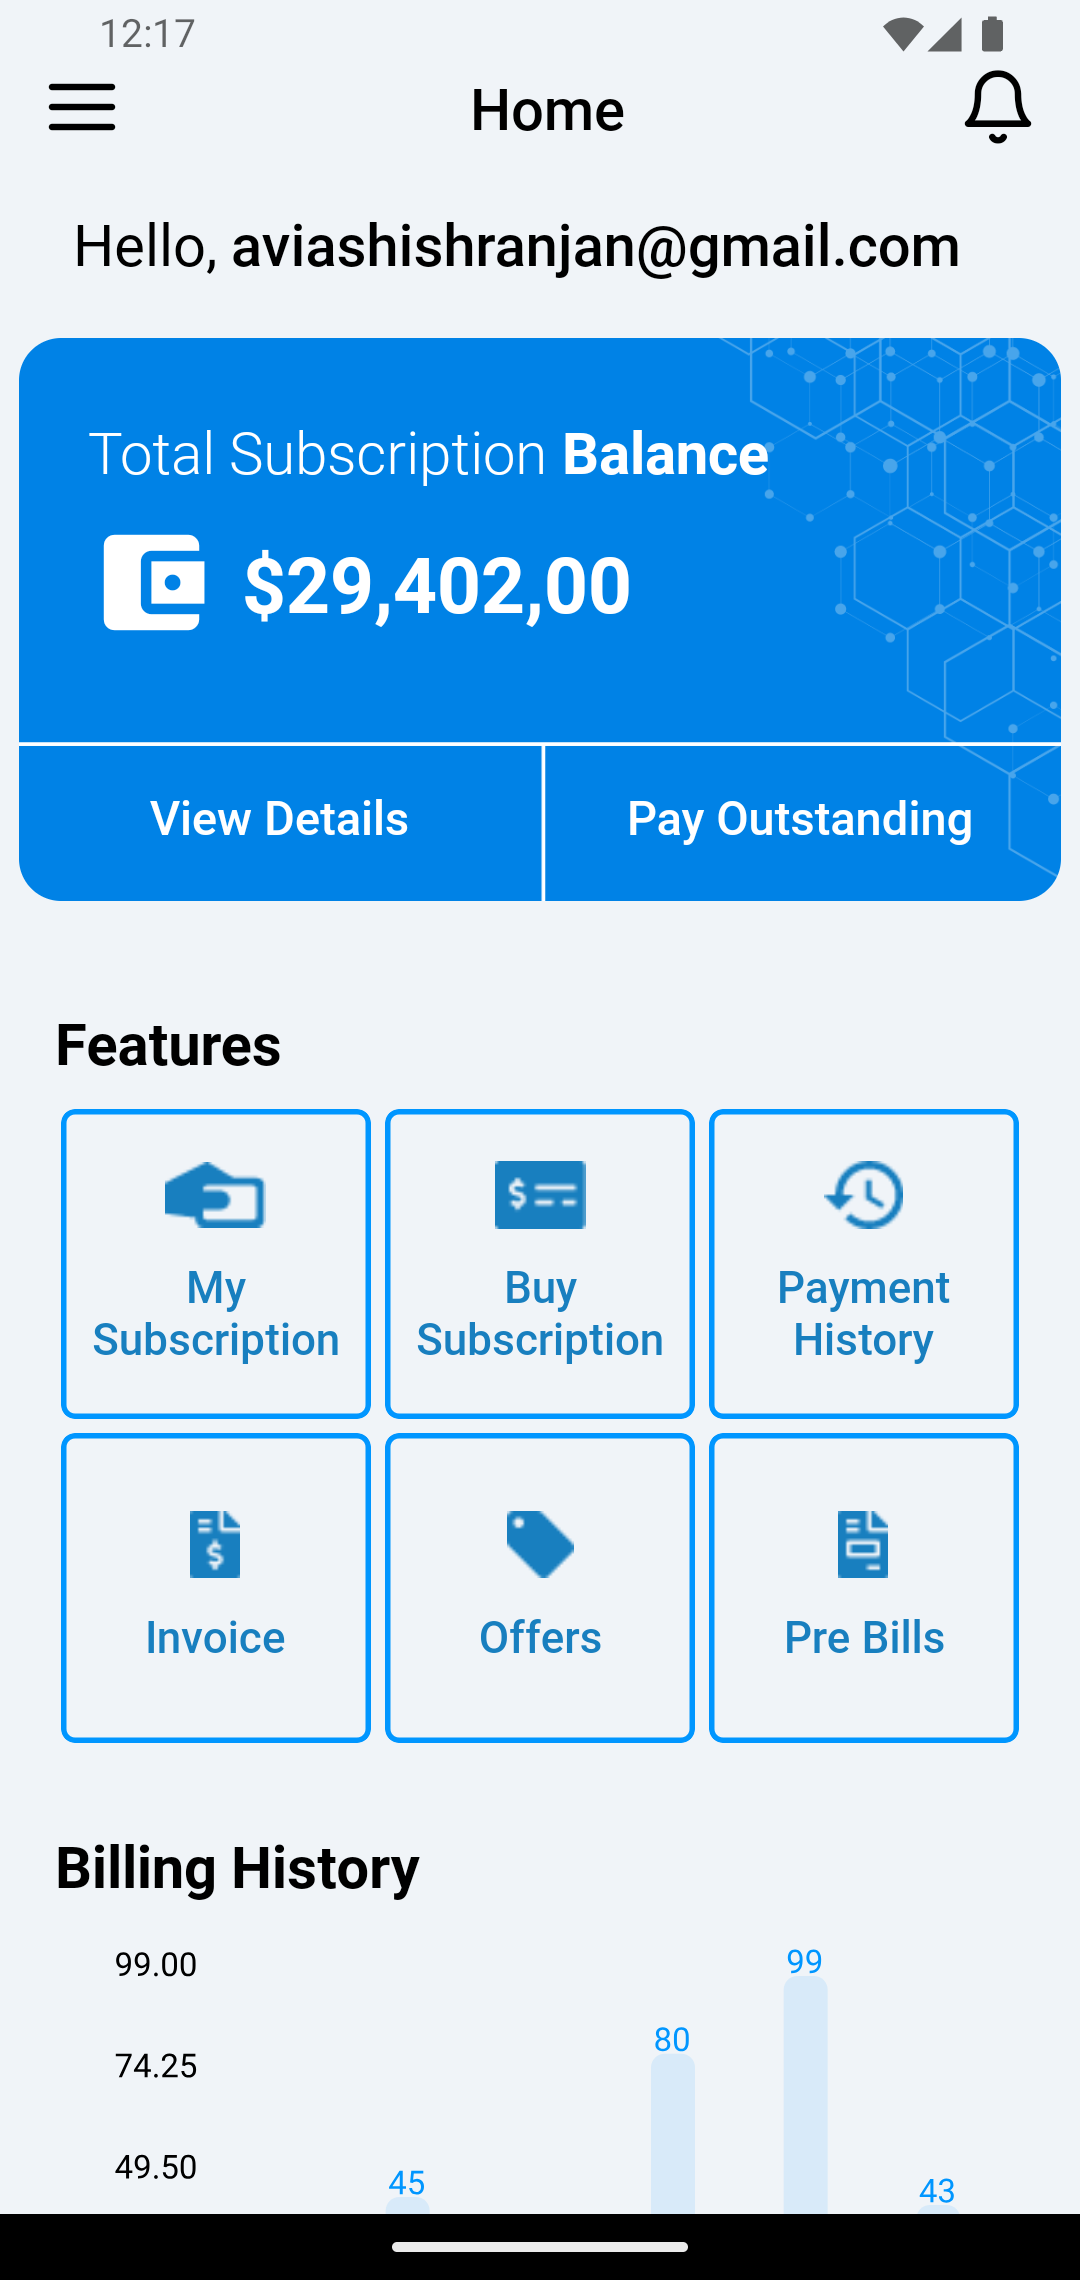 12:17
Home
Hello, aviashishranjan@gmail.com
Total Subscription Balance
$29,402,00
View Details
Pay Outstanding
Features
My
Subscription
Buy
Subscription
Payment
History
Invoice
Offers
Pre Bills
Billing History
99.00
99
80
74.25
49.50
45
43